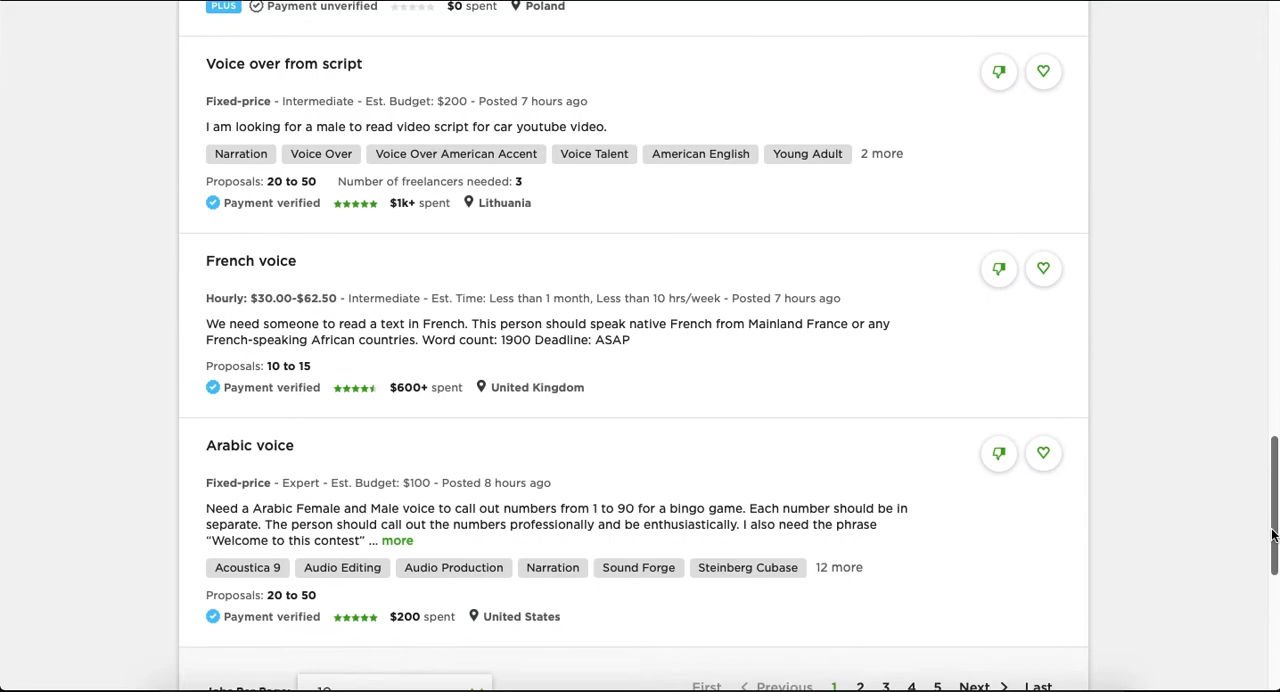 PLUS Payment unverified $0 spent Poland
Voice over from script
Fixed-price - Intermediate - Est. Budget: $200 - Posted 7 hours ago
I am looking for a male to read video script for car youtube video.
Narration Voice Over Voice Over American Accent Voice Talent American English Young Adult 2 more
Proposals: 20 to 50 Number of freelancers needed: 3
Payment verified $1k+ spent Lithuania
French voice
Hourly: $30.00-$62.50 - Intermediate - Est. Time: Less than 1 month, Less than 10 hrs/week - Posted 7 hours ago
We need someone to read a text in French. This person should speak native French from Mainland France or any
French-speaking African countries. Word count: 1900 Deadline: ASAP
Proposals: 10 to 15
Payment verified $600+ spent United Kingdom
Arabic voice
Fixed-price - Expert - Est. Budget: $100 - Posted 8 hours ago
Need a Arabic Female and Male voice to call out numbers from 1 to 90 for a bingo game. Each number should be in
separate. The person should call out the numbers professionally and be enthusiastically. I also need the phrase
“Welcome to this contest” ... more
Acoustica 9 Audio Editing Audio Production Narration Sound Forge Steinberg Cubase 12 more
Proposals: 20 to 50
Payment verified $200 spent United States
Jobs Per Page: 10 First Previous 1 2 3 4 5 Next Last